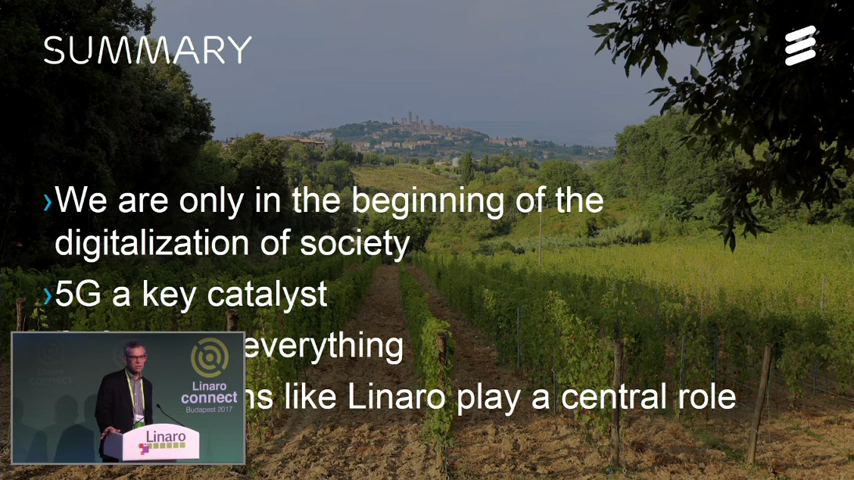 SUMMARY
›We are only in the beginning of the
digitalization of society
›5G a key catalyst
everything
ns like Linaro play a central role
Linaro
connect
Budapest 2017
Linaro